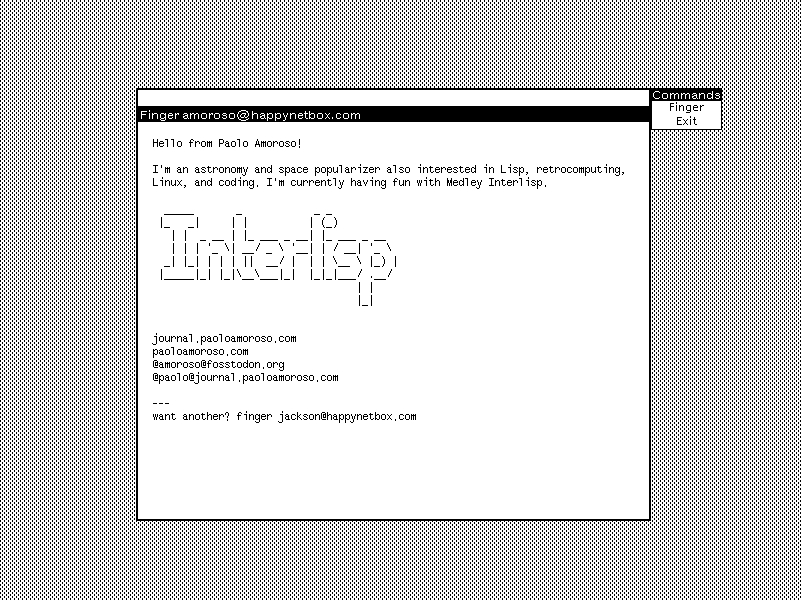 Commands
Finger
Exit
Finger amoroso@happynetbox.com
Hello from Paolo Amoroso!
I'm an astronomy and space popularizer also interested in Lisp, retrocomputing,
Linux, and coding. I'm currently having fun with Medley Interlisp.
Interlisp
journal.paoloamoroso.com
paoloamoroso.com
@amoroso@fosstodon.org
@paolo@journal.paoloamoroso.com
---
want another? finger jackson@happynetbox.com